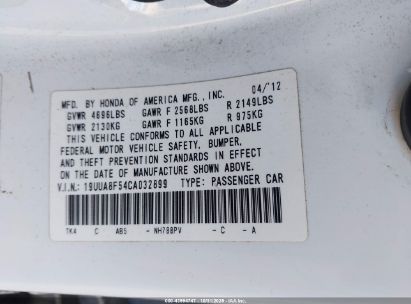 MFD. BY HONDA OF AMERICA MFG., INC. 04/12
GVWR 4696LBS GAWR F 2568LBS R 2149LBS
GVWR 2130KG GAWR F 1165KG R 975KG
THIS VEHICLE CONFORMS TO ALL APPLICABLE
FEDERAL MOTOR VEHICLE SAFETY, BUMPER,
AND THEFT PREVENTION STANDARDS IN EFFECT
ON THE DATE OF MANUFACTURE SHOWN ABOVE.
V.I.N.: 19UUA8F54CA032699 TYPE: PASSENGER CAR
TK4 C AB5 - NH788PV - C - A